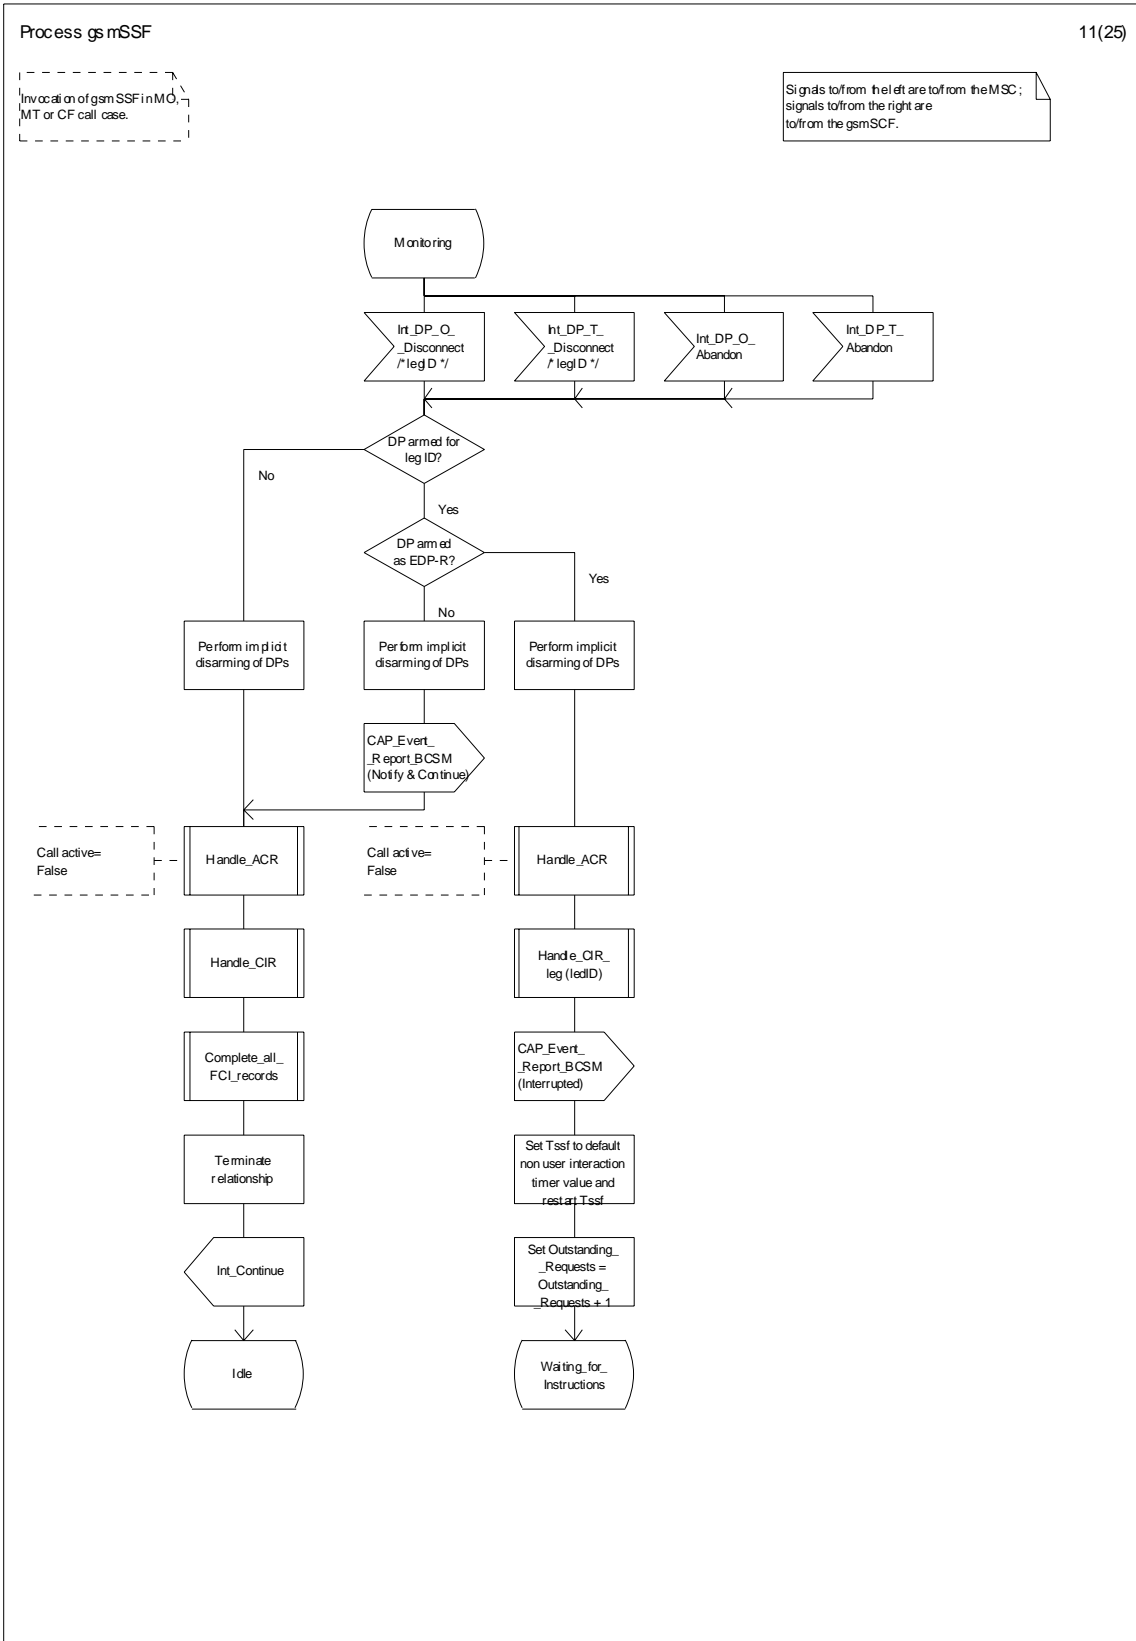 Process gsmSSF
11(25)
Invocation of gsmSSF in MO,
MT or CF call case.
Signals to/from the left are to/from the MSC;
signals to/from the right are
to/from the gsmSCF.
Monitoring
Int_DP_O_
_Disconnect
/* legID */
Int_DP_T_
_Disconnect
/* legID */
Int_DP_O_
Abandon
Int_DP_T_
Abandon
DP armed for
leg ID?
No
Yes
DP armed
as EDP-R?
Yes
No
Perform implicit
disarming of DPs
Perform implicit
disarming of DPs
Perform implicit
disarming of DPs
CAP_Event_
_Report_BCSM
(Notify & Continue)
Call active=
False
Handle_ACR
Call active=
False
Handle_ACR
Handle_CIR
Handle_CIR_
leg (ledID)
Complete_all_
FCI_records
CAP_Event_
_Report_BCSM
(Interrupted)
Terminate
relationship
Set Tssf to default
non user interaction
timer value and
restart Tssf
Int_Continue
Set Outstanding_
_Requests =
Outstanding_
_Requests + 1
Idle
Waiting_for_
Instructions